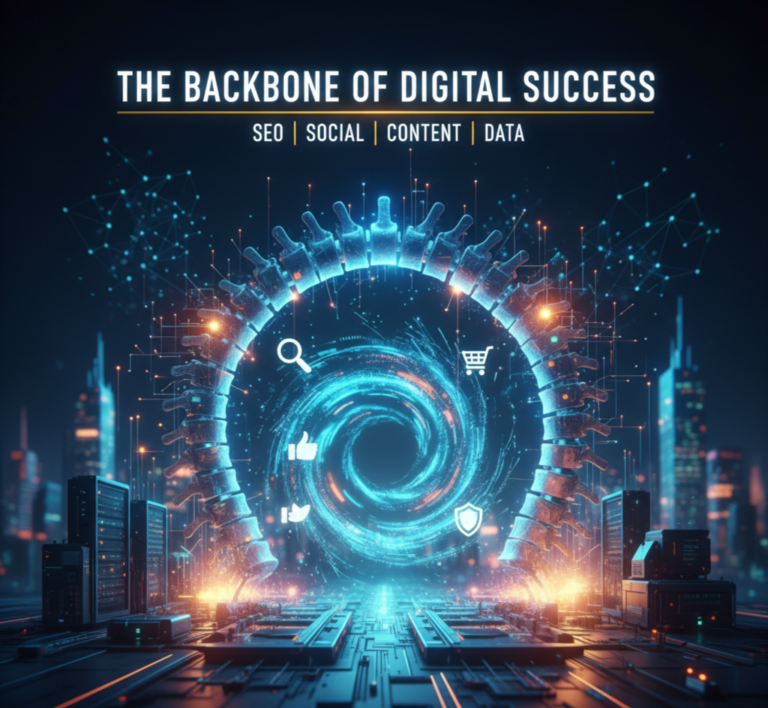 THE BACKBONE OF DIGITAL SUCCESS
SEO | SOCIAL | CONTENT | DATA